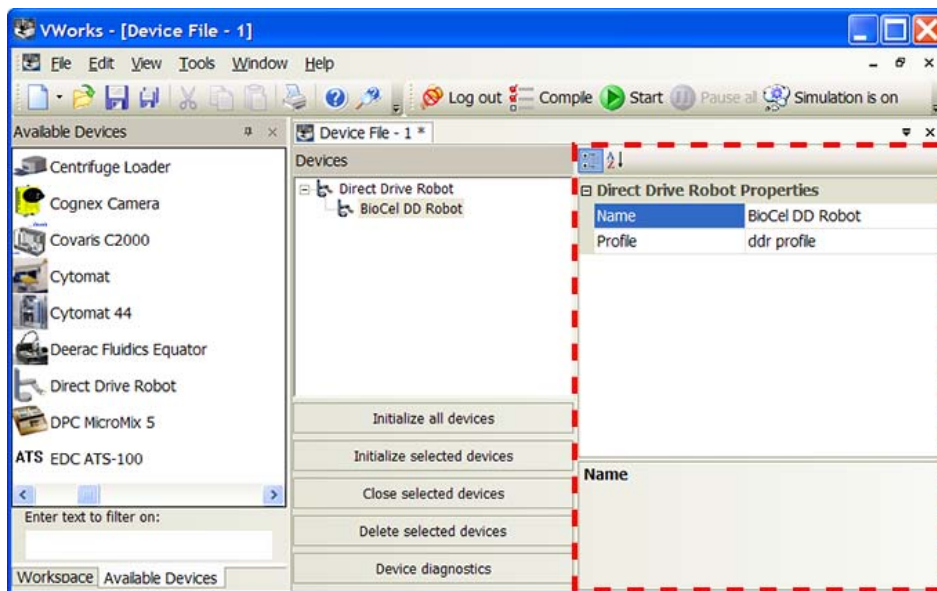 VWorks - [Device File - 1]
File Edit View Tools Window Help
Log out Compile Start Pause all Simulation is on
Available Devices
Device File - 1 *
Centrifuge Loader
Cognex Camera
Covaris C2000
Cytomat
Cytomat 44
Deerac Fluidics Equator
Direct Drive Robot
DPC MicroMix 5
ATS EDC ATS-100
Enter text to filter on:
Workspace Available Devices
Devices
Direct Drive Robot
BioCel DD Robot
Initialize all devices
Initialize selected devices
Close selected devices
Delete selected devices
Device diagnostics
Direct Drive Robot Properties
Name BioCel DD Robot
Profile ddr profile
Name